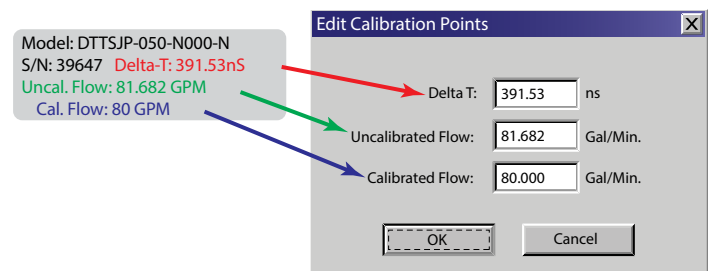 Model: DTTSJP-050-N000-N
S/N: 39647 Delta-T: 391.53nS
Uncal. Flow: 81.682 GPM
Cal. Flow: 80 GPM
Edit Calibration Points X
Delta T: 391.53 ns
Uncalibrated Flow: 81.682 Gal/Min.
Calibrated Flow: 80.000 Gal/Min.
OK Cancel